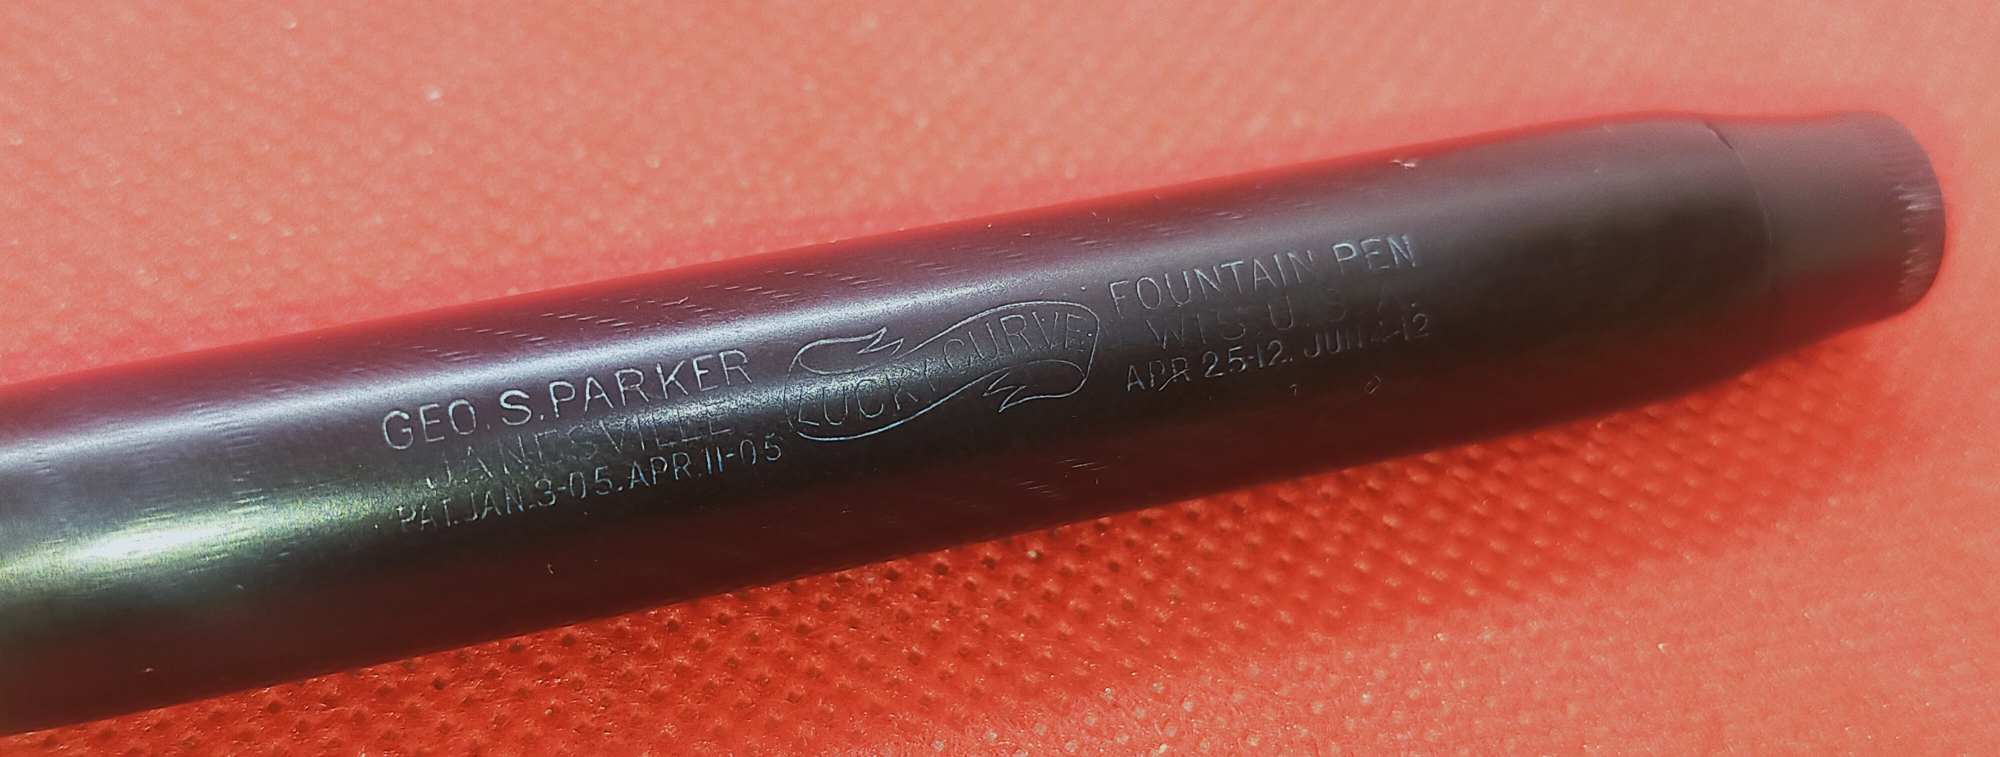 GEO. S. PARKER LUCKY CURVE FOUNTAIN PEN
JANESVILLE WIS. U.S.A.
PAT. JAN. 3-05. APR. 11-05 APR 25-12. JUN.4-12